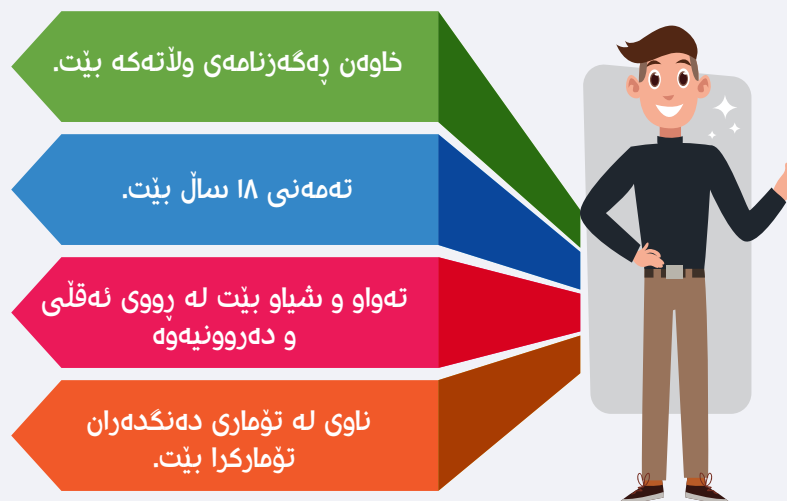 خاوەن ڕەگەزنامەی وڵاتەکە بێت.
تەمەنی ١٨ ساڵ بێت.
تەواو و شیاو بێت لە ڕووی ئەقڵی
و دەروونیەوە
ناوی لە تۆماری دەنگدەران
تۆمارکرا بێت.